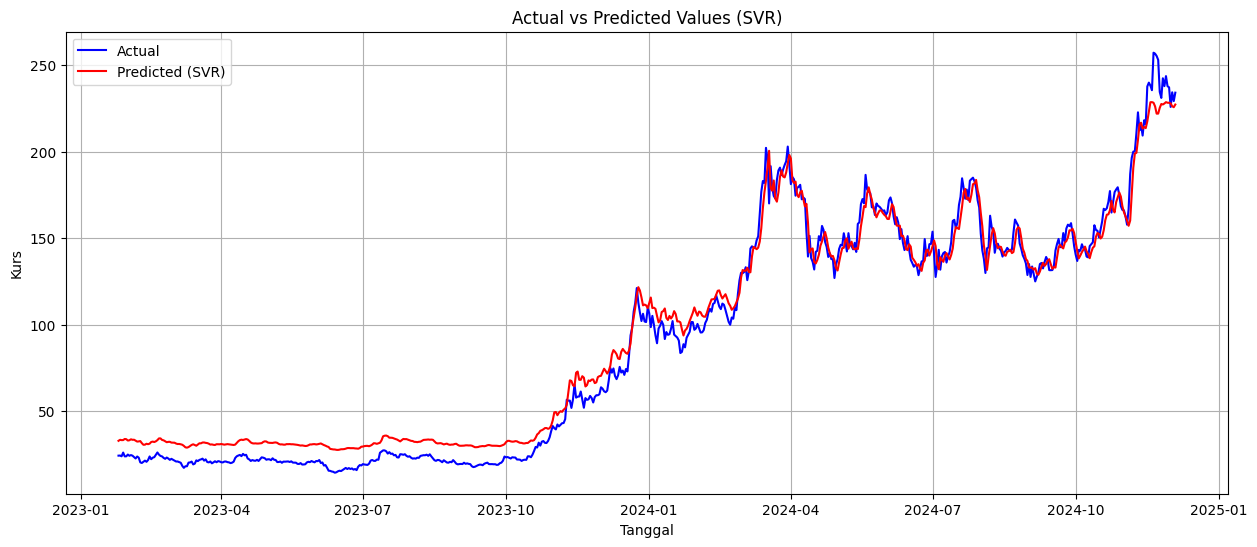 Actual vs Predicted Values (SVR)
Actual
Predicted (SVR)
250
200
150
100
50
Kurs
2023-01 2023-04 2023-07 2023-10 2024-01 2024-04 2024-07 2024-10 2025-01
Tanggal